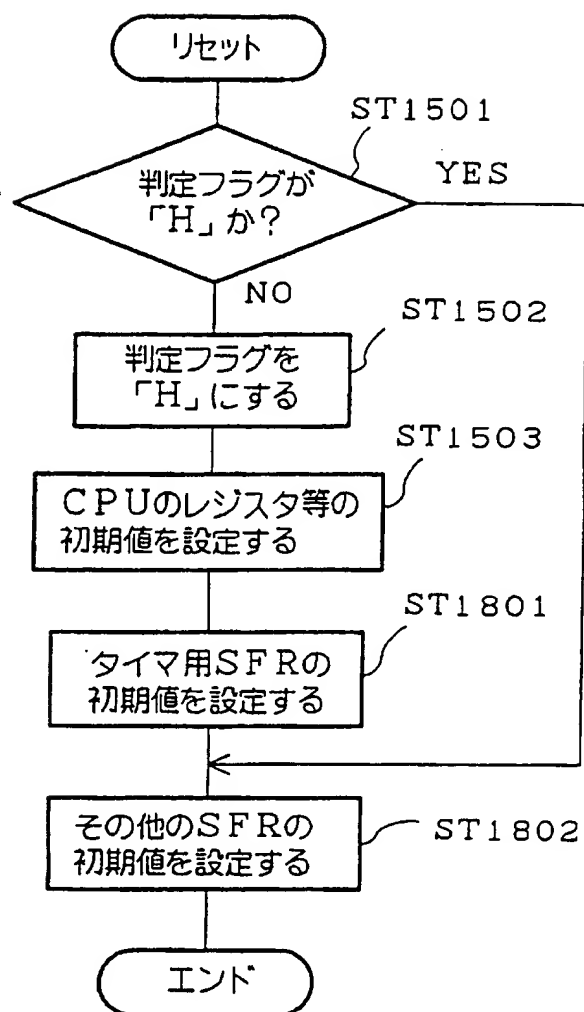 リセット
ST1501
判定フラグが
「H」か?
YES
NO
ST1502
判定フラグを
「H」にする
ST1503
CPUのレジスタ等の
初期値を設定する
ST1801
タイマ用SFRの
初期値を設定する
その他のSFRの
初期値を設定する
ST1802
エンド